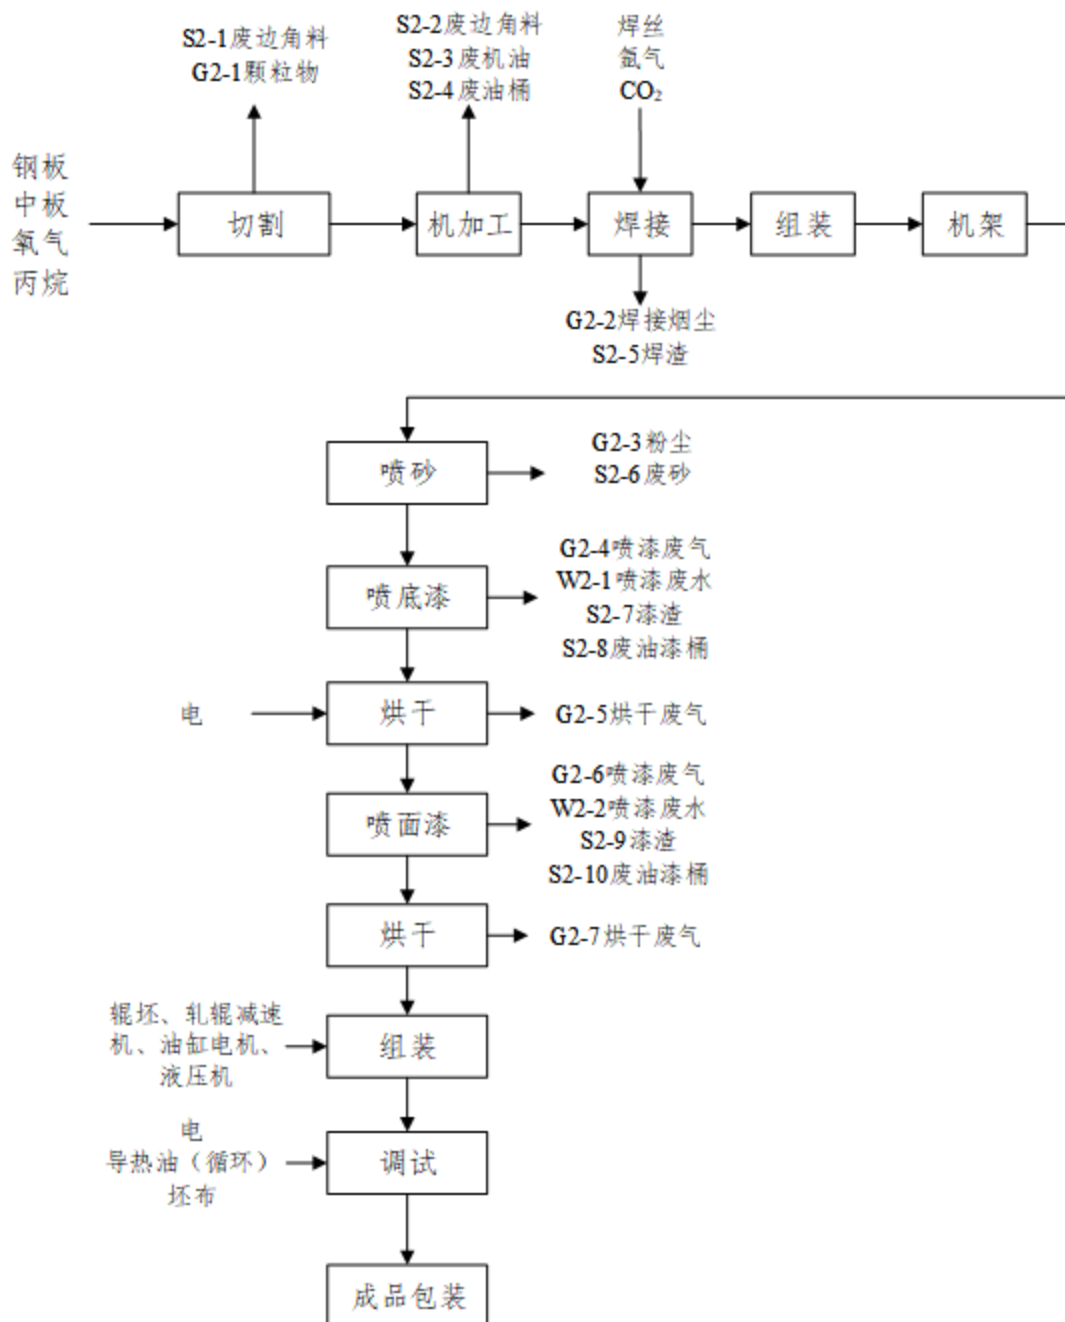 S2-1废边角料
G2-1颗粒物
S2-2废边角料
S2-3废机油
S2-4废油桶
焊丝
氩气
CO₂
钢板
中板
氧气
丙烷
切割
机加工
焊接
组装
机架
G2-2焊接烟尘
S2-5焊渣
喷砂
G2-3粉尘
S2-6废砂
喷底漆
G2-4喷漆废气
W2-1喷漆废水
S2-7漆渣
S2-8废油漆桶
电
烘干
G2-5烘干废气
喷面漆
G2-6喷漆废气
W2-2喷漆废水
S2-9漆渣
S2-10废油漆桶
烘干
G2-7烘干废气
辊坯、轧辊减速
机、油缸电机、
液压机
组装
电
导热油（循环）
坯布
调试
成品包装